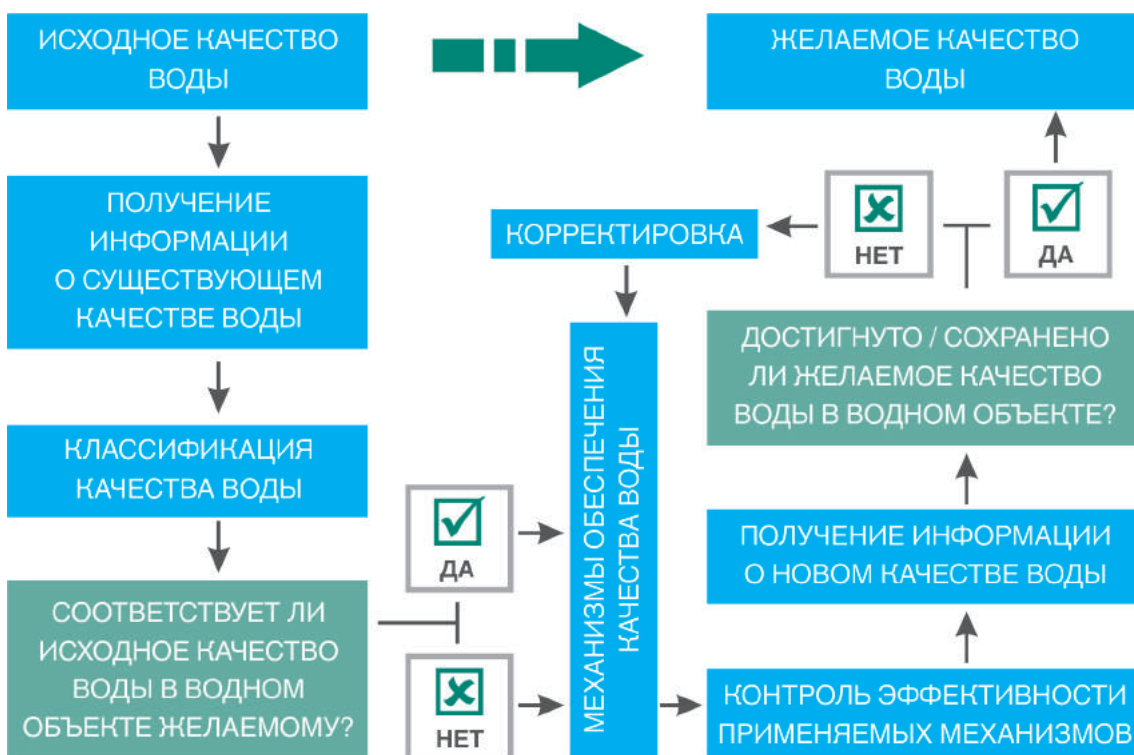 ИСХОДНОЕ КАЧЕСТВО
ВОДЫ
ЖЕЛАЕМОЕ КАЧЕСТВО
ВОДЫ
ПОЛУЧЕНИЕ
ИНФОРМАЦИИ
О СУЩЕСТВУЮЩЕМ
КАЧЕСТВЕ ВОДЫ
КЛАССИФИКАЦИЯ
КАЧЕСТВА ВОДЫ
СООТВЕТСТВУЕТ ЛИ
ИСХОДНОЕ КАЧЕСТВО
ВОДЫ В ВОДНОМ
ОБЪЕКТЕ ЖЕЛАЕМОМУ?
ДА
НЕТ
КОРРЕКТИРОВКА
МЕХАНИЗМЫ ОБЕСПЕЧЕНИЯ
КАЧЕСТВА ВОДЫ
НЕТ
ДА
ДОСТИГНУТО / СОХРАНЕНО
ЛИ ЖЕЛАЕМОЕ КАЧЕСТВО
ВОДЫ В ВОДНОМ ОБЪЕКТЕ?
ПОЛУЧЕНИЕ ИНФОРМАЦИИ
О НОВОМ КАЧЕСТВЕ ВОДЫ
КОНТРОЛЬ ЭФФЕКТИВНОСТИ
ПРИМЕНЯЕМЫХ МЕХАНИЗМОВ